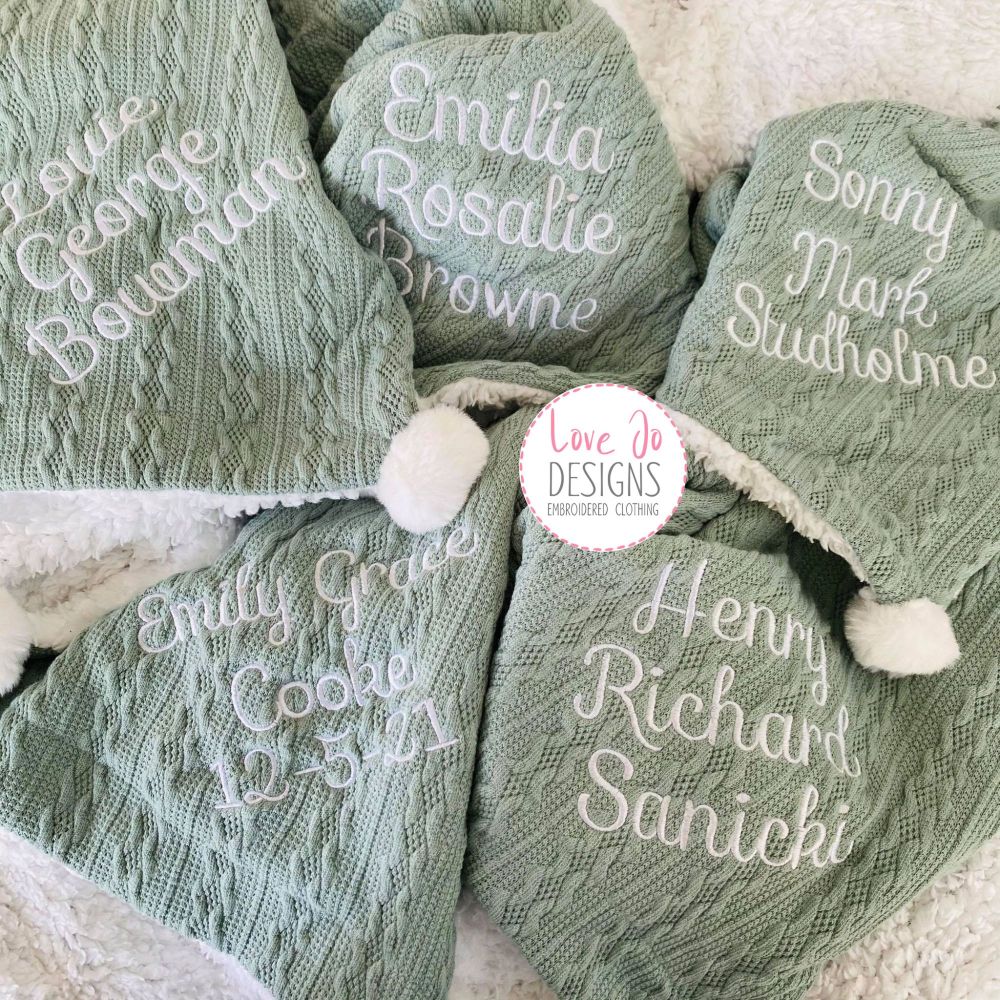 Louie
George
Bowman
Emilia
Rosalie
Browne
Sonny
Mark
Studholme
Love Jo
DESIGNS
EMBROIDERED CLOTHING
Emily Grace
Cooke
12-5-21
Henry
Richard
Sanicki